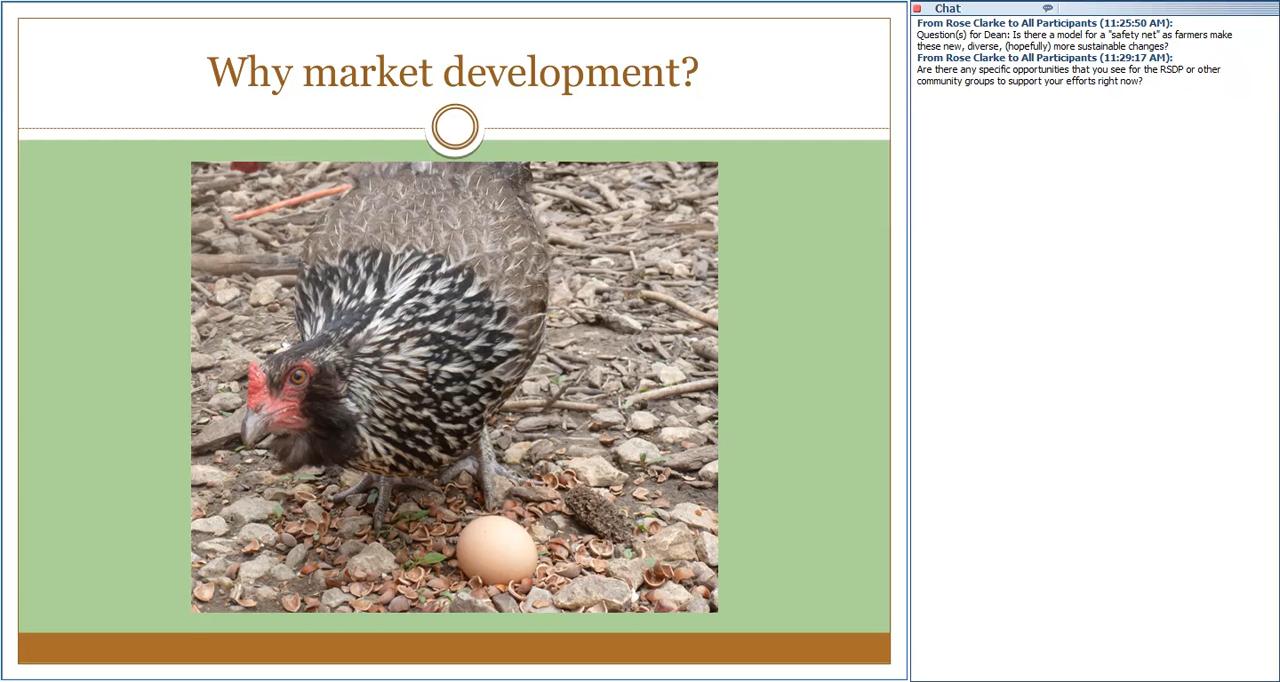 Why market development?
Chat
From Rose Clarke to All Participants (11:25:50 AM):
Question(s) for Dean: Is there a model for a "safety net" as farmers make
these new, diverse, (hopefully) more sustainable changes?
From Rose Clarke to All Participants (11:29:17 AM):
Are there any specific opportunities that you see for the RSDP or other
community groups to support your efforts right now?